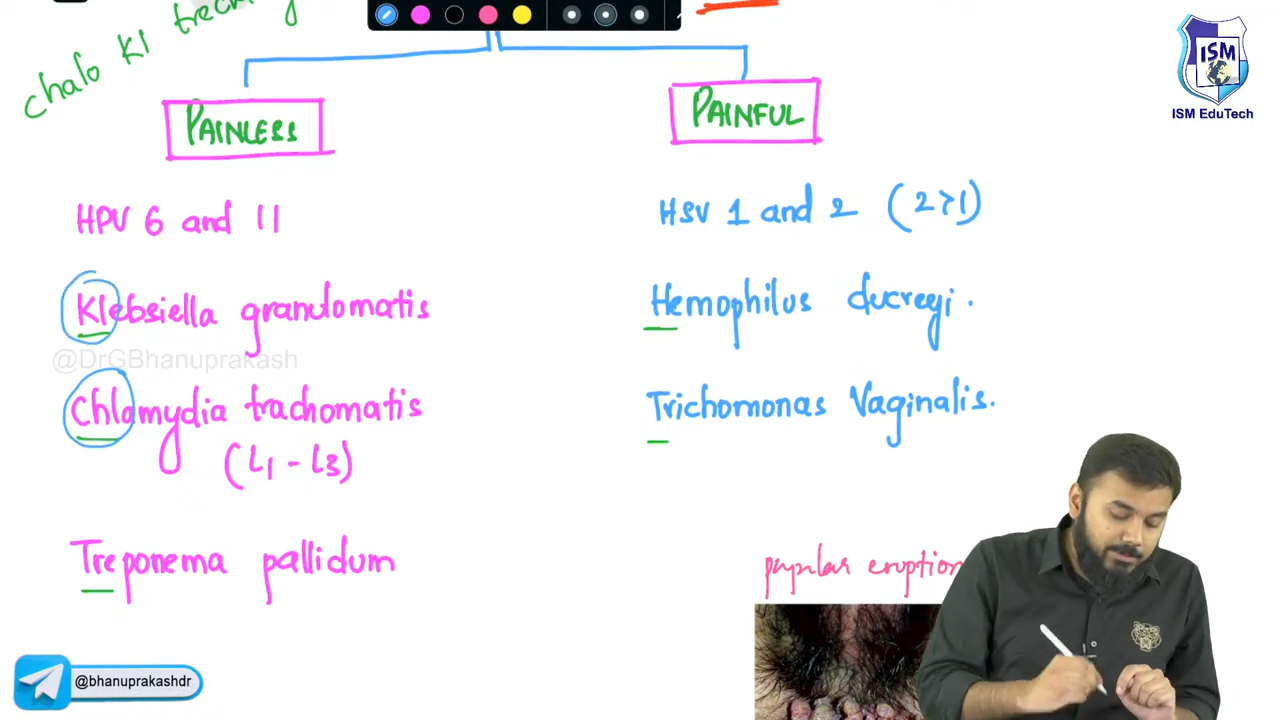 chalo KI
ISM
ISM EduTech
PAINLESS
PAINFUL
HPV 6 and 11
HSV 1 and 2 (2>1)
Klebsiella granulomatis
Hemophilus ducreyi.
@DrGBhanuprakash
Chlamydia trachomatis
Trichomonas Vaginalis.
(L1 - L3)
Treponema pallidum
papular eruption
@bhanuprakashdr